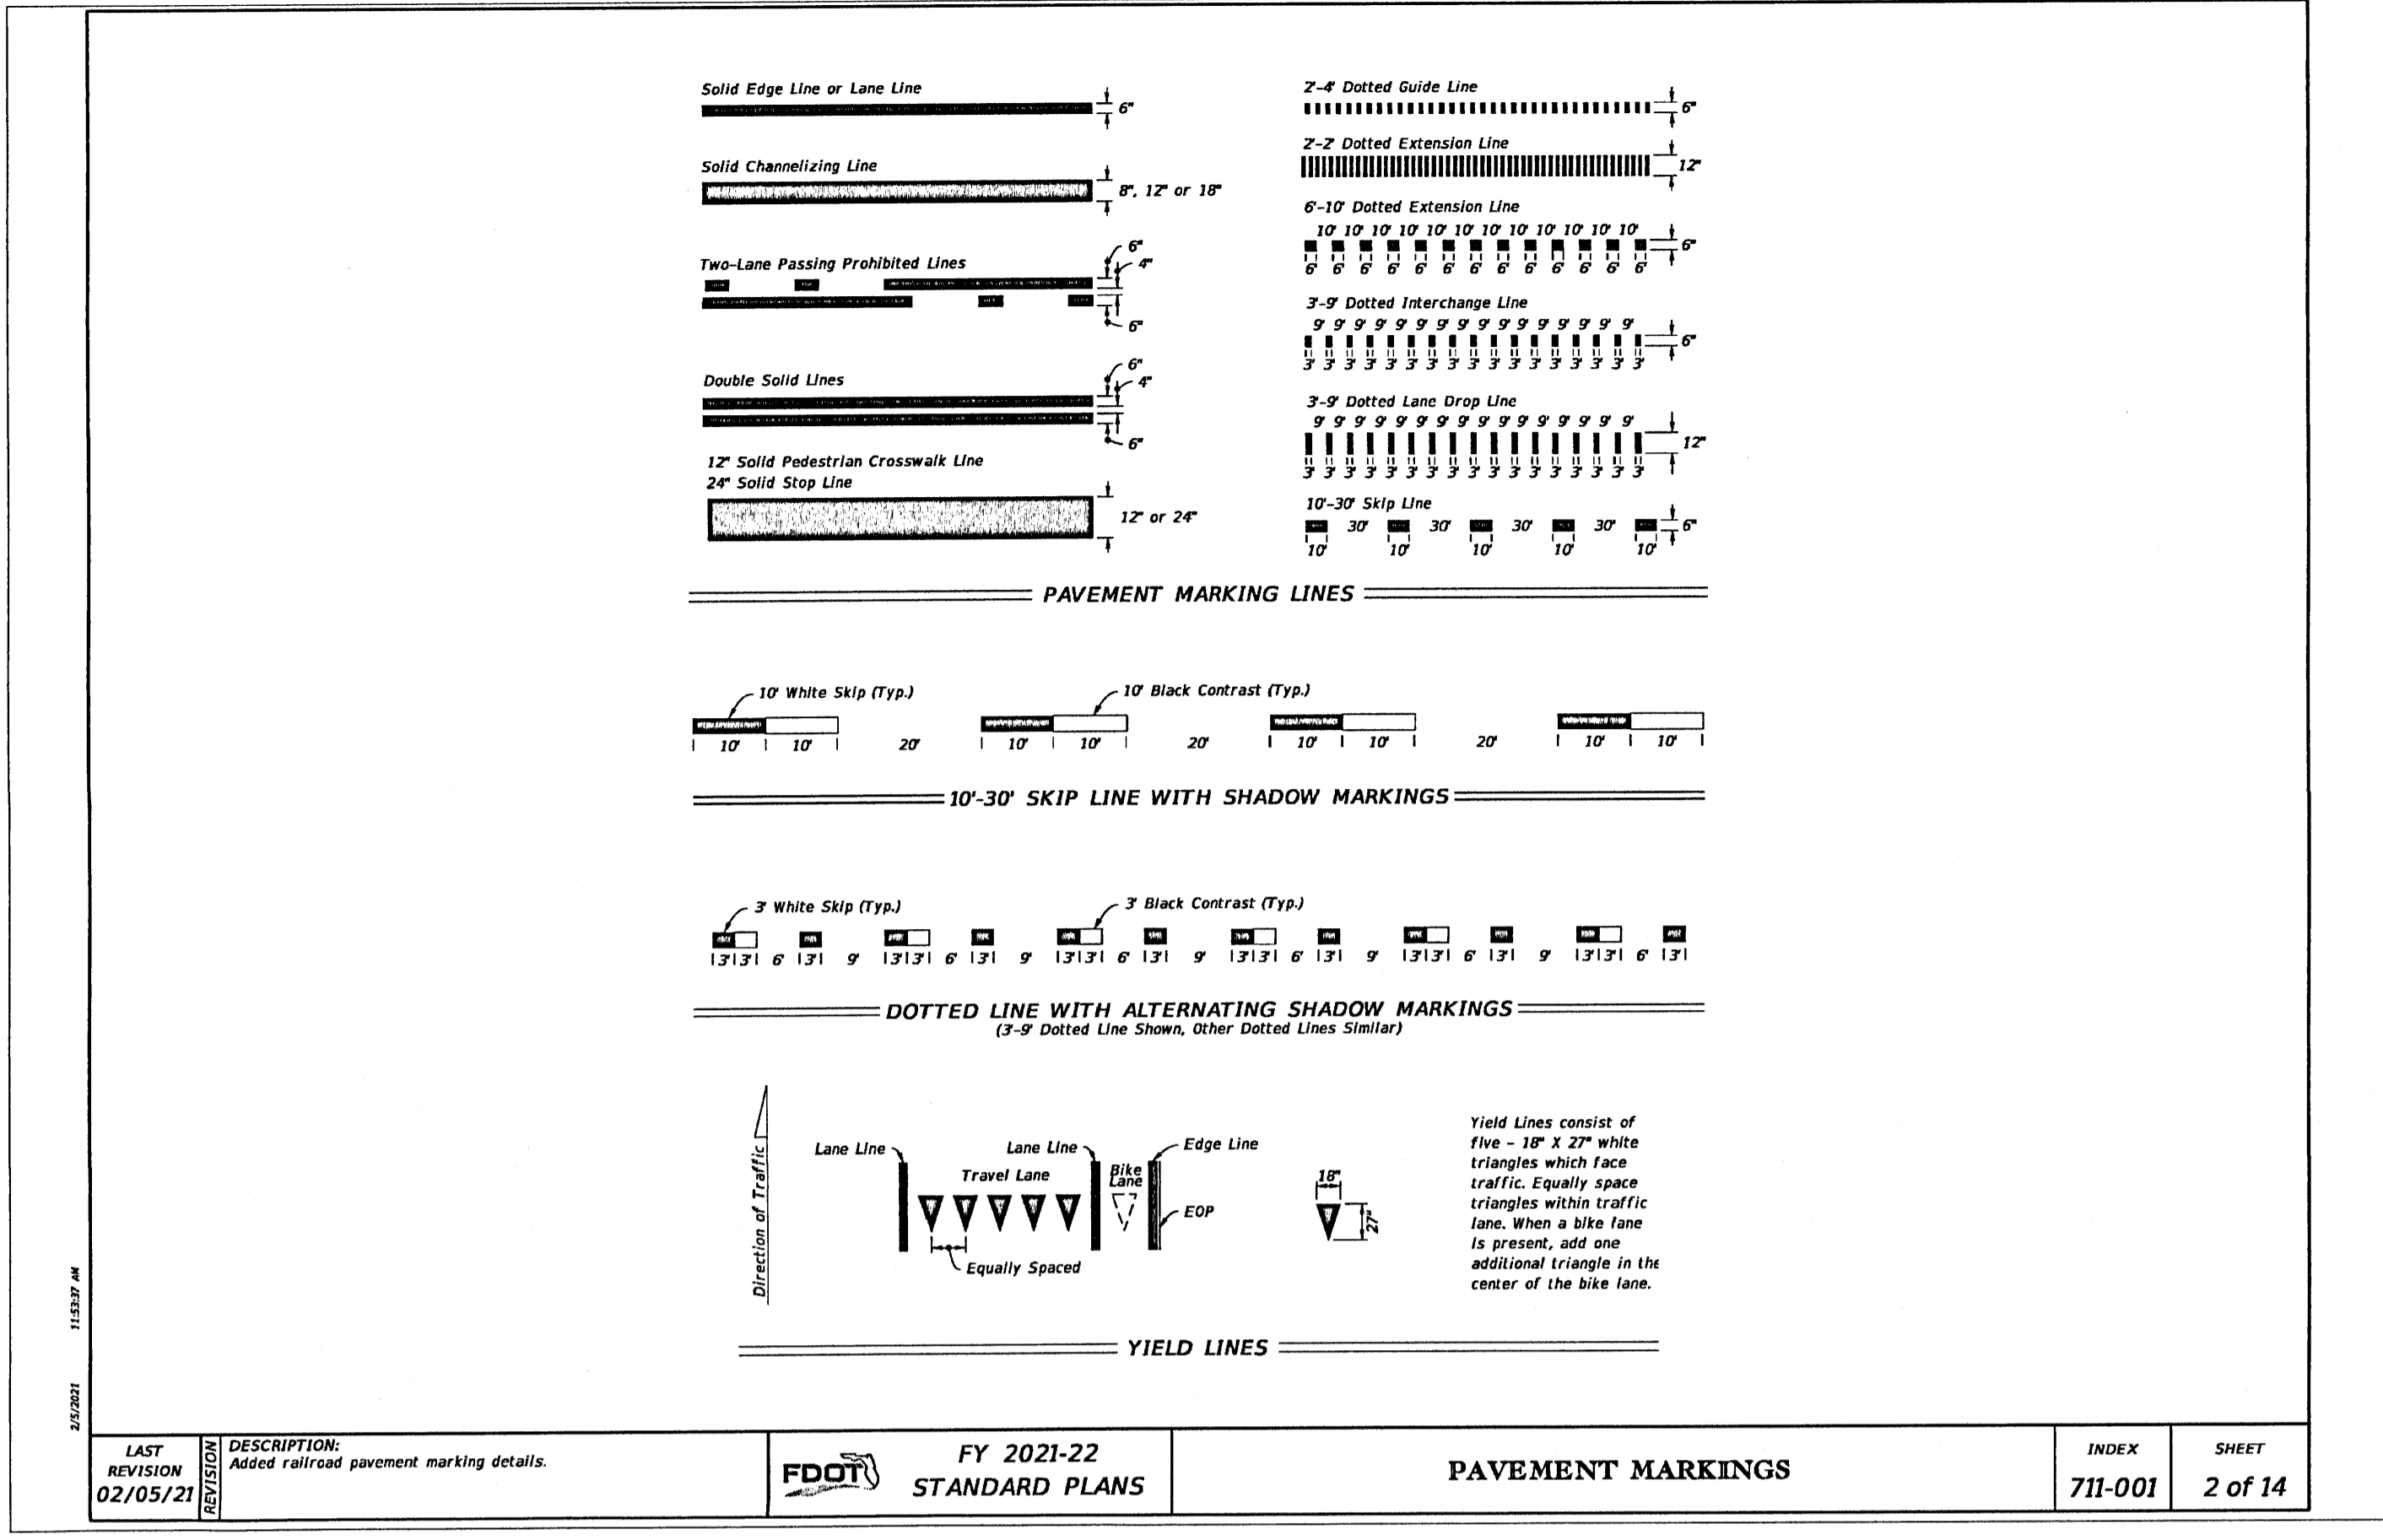 Solid Edge Line or Lane Line
6"
Solid Channelizing Line
8", 12" or 18"
Two-Lane Passing Prohibited Lines
6"
4"
6"
Double Solid Lines
6"
4"
6"
12" Solid Pedestrian Crosswalk Line
24" Solid Stop Line
12" or 24"
2'-4' Dotted Guide Line
6"
2'-2' Dotted Extension Line
12"
6'-10' Dotted Extension Line
10' 10' 10' 10' 10' 10' 10' 10' 10' 10' 10' 10'
6"
6' 6' 6' 6' 6' 6' 6' 6' 6' 6' 6' 6' 6'
3'-9' Dotted Interchange Line
9' 9' 9' 9' 9' 9' 9' 9' 9' 9' 9' 9' 9' 9' 9' 9'
6"
3' 3' 3' 3' 3' 3' 3' 3' 3' 3' 3' 3' 3' 3' 3' 3' 3'
3'-9' Dotted Lane Drop Line
9' 9' 9' 9' 9' 9' 9' 9' 9' 9' 9' 9' 9' 9' 9' 9'
12"
3' 3' 3' 3' 3' 3' 3' 3' 3' 3' 3' 3' 3' 3' 3' 3' 3'
10'-30' Skip Line
30' 30' 30' 30'
6"
10' 10' 10' 10' 10'
PAVEMENT MARKING LINES
10' White Skip (Typ.)
10' Black Contrast (Typ.)
10' 10' 20' 10' 10' 20' 10' 10' 20' 10' 10'
10'-30' SKIP LINE WITH SHADOW MARKINGS
3' White Skip (Typ.)
3' Black Contrast (Typ.)
3' 3' 6' 3' 9' 3' 3' 6' 3' 9' 3' 3' 6' 3' 9' 3' 3' 6' 3' 9' 3' 3' 6' 3' 9' 3' 3' 6' 3'
DOTTED LINE WITH ALTERNATING SHADOW MARKINGS
(3'-9' Dotted Line Shown, Other Dotted Lines Similar)
Direction of Traffic
Lane Line
Lane Line
Edge Line
Travel Lane
Bike
Lane
EOP
Equally Spaced
18"
27"
Yield Lines consist of
five - 18" X 27" white
triangles which face
traffic. Equally space
triangles within traffic
lane. When a bike lane
is present, add one
additional triangle in the
center of the bike lane.
YIELD LINES
2/5/2021 11:53:37 AM
LAST
REVISION
02/05/21
REVISION
DESCRIPTION:
Added railroad pavement marking details.
FDOT
FY 2021-22
STANDARD PLANS
PAVEMENT MARKINGS
INDEX
711-001
SHEET
2 of 14